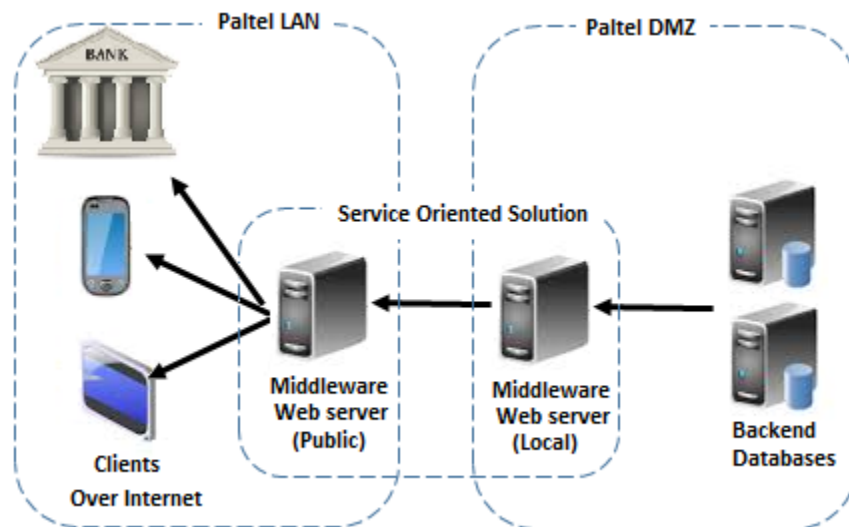 Paltel LAN
Paltel DMZ
BANK
Service Oriented Solution
Middleware
Web server
(Public)
Middleware
Web server
(Local)
Backend
Databases
Clients
Over Internet